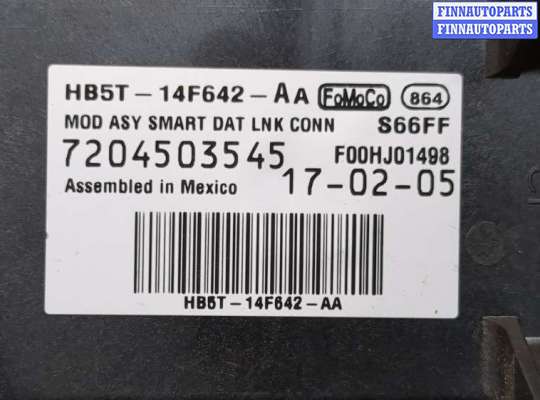 FINNAUTOPARTS
FINNAUTOPARTS
HB5T-14F642-AA FoMoCo 864
MOD ASY SMART DAT LNK CONN S66FF
7204503545 F00HJ01498
Assembled in Mexico 17-02-05
HB5T-14F642-AA